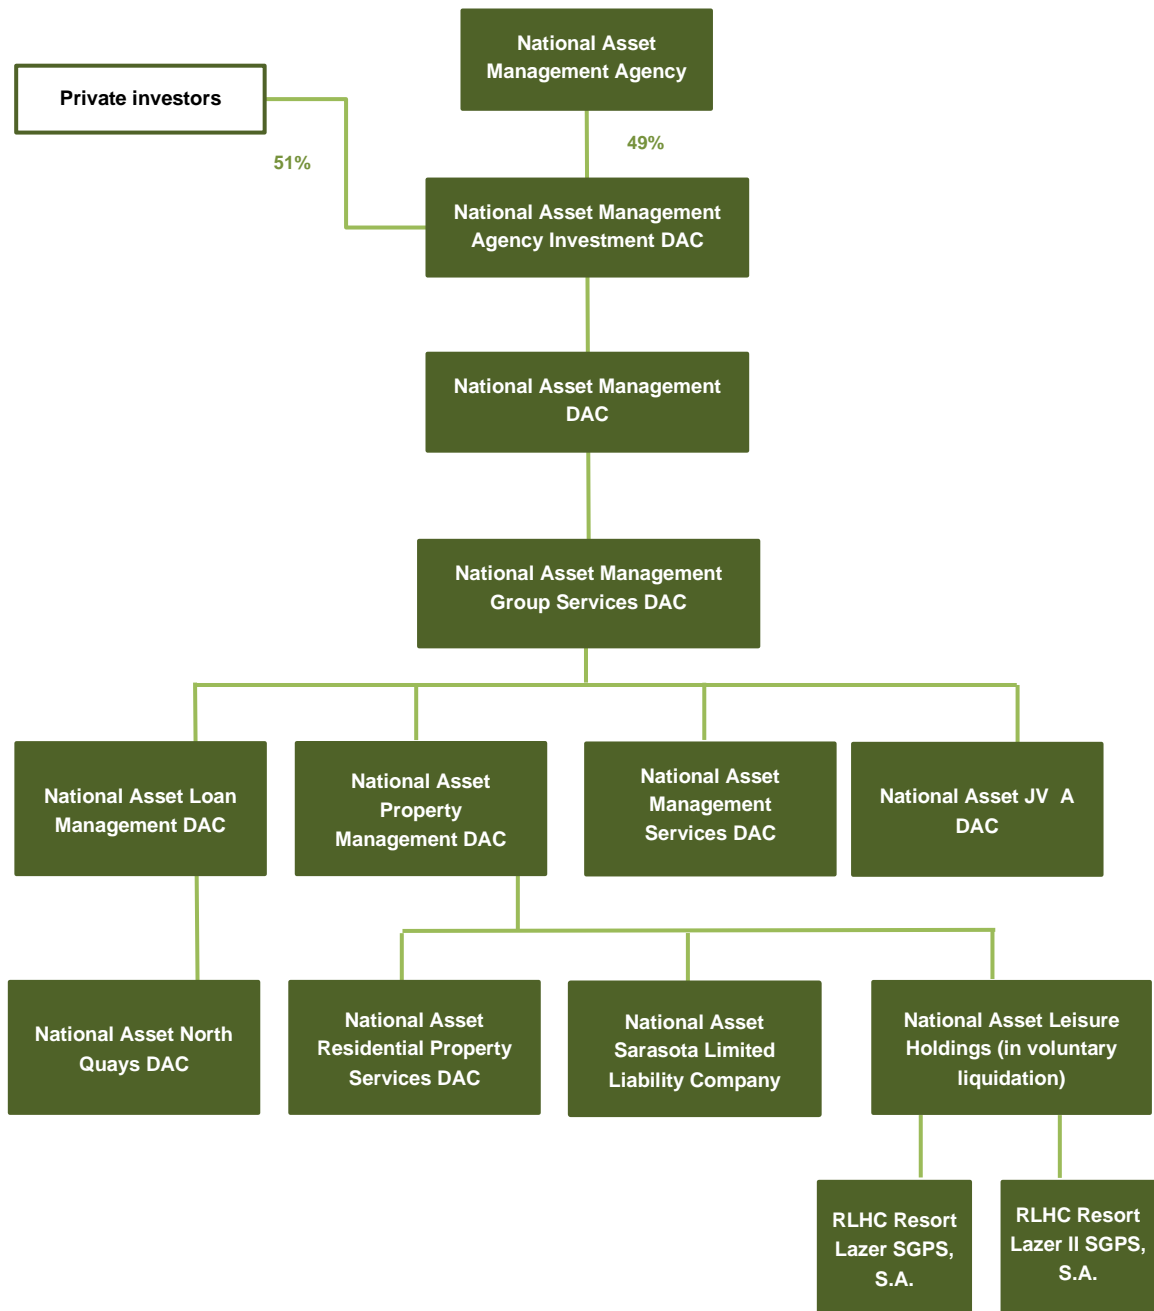 National Asset
Management Agency
Private investors
49%
51%
National Asset Management
Agency Investment DAC
National Asset Management
DAC
National Asset Management
Group Services DAC
National Asset Loan
Management DAC
National Asset
Property
Management DAC
National Asset
Management
Services DAC
National Asset JV  A
DAC
National Asset North
Quays DAC
National Asset
Residential Property
Services DAC
National Asset
Sarasota Limited
Liability Company
National Asset Leisure
Holdings (in voluntary
liquidation)
RLHC Resort
Lazer SGPS,
S.A.
RLHC Resort
Lazer II SGPS,
S.A.